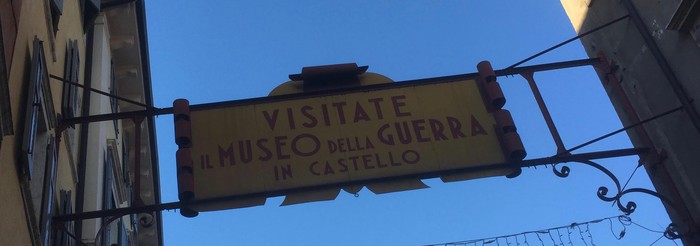 VISITATE
IL MUSEO DELLA GUERRA
IN CASTELLO